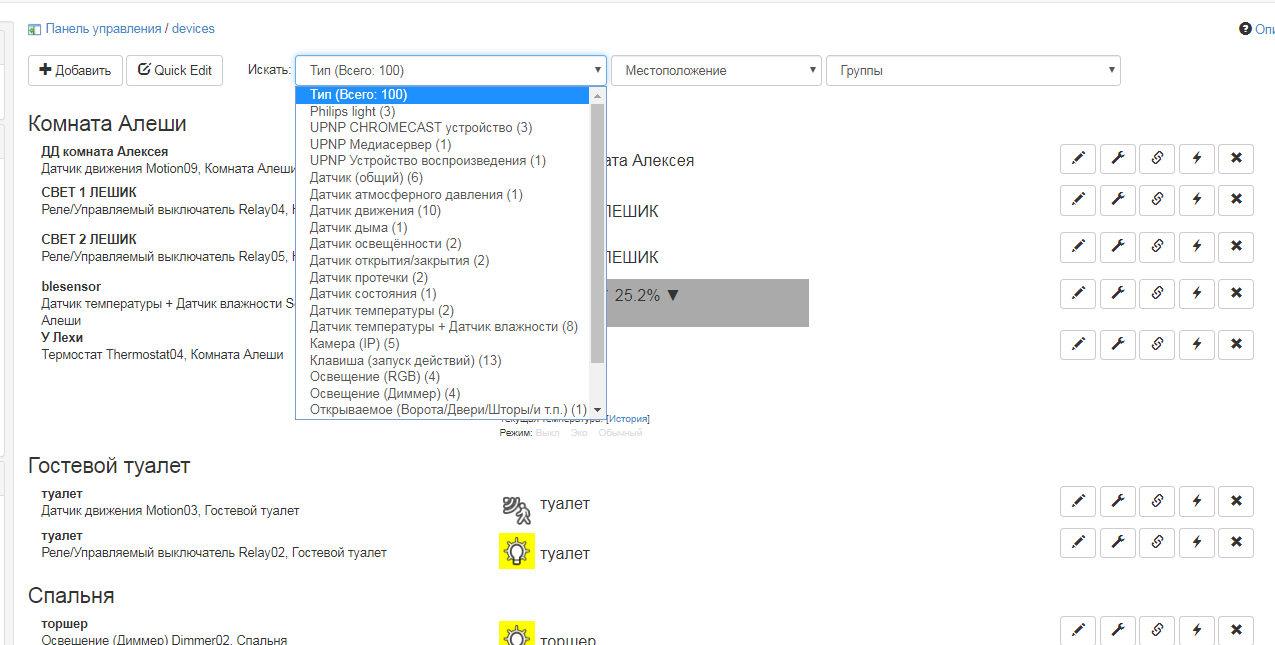 Панель управления / devices
Опи
Добавить Quick Edit Искать: Тип (Всего: 100) Местоположение Группы
Тип (Всего: 100)
Philips light (3)
UPNP CHROMECAST устройство (3)
UPNP Медиасервер (1)
UPNP Устройство воспроизведения (1)
Датчик (общий) (6)
Датчик атмосферного давления (1)
Датчик движения (10)
Датчик дыма (1)
Датчик освещённости (2)
Датчик открытия/закрытия (2)
Датчик протечки (2)
Датчик состояния (1)
Датчик температуры (2)
Датчик температуры + Датчик влажности (8)
Камера (IP) (5)
Клавиша (запуск действий) (13)
Освещение (RGB) (4)
Освещение (Диммер) (4)
Открываемое (Ворота/Двери/Шторы/и т.п.) (1)
Комната Алеши
ДД комната Алексея
Датчик движения Motion09, Комната Алеши
ата Алексея
СВЕТ 1 ЛЕШИК
Реле/Управляемый выключатель Relay04,
ЛЕШИК
СВЕТ 2 ЛЕШИК
Реле/Управляемый выключатель Relay05,
ЛЕШИК
blesensor
Датчик температуры + Датчик влажности S
Алеши
25.2% ▼
У Лехи
Термостат Thermostat04, Комната Алеши
Текущая температура: [История]
Режим: Выкл Эко Обычный
Гостевой туалет
туалет
Датчик движения Motion03, Гостевой туалет
туалет
туалет
Реле/Управляемый выключатель Relay02, Гостевой туалет
туалет
Спальня
торшер
Освещение (Диммер) Dimmer02, Спальня
торшер